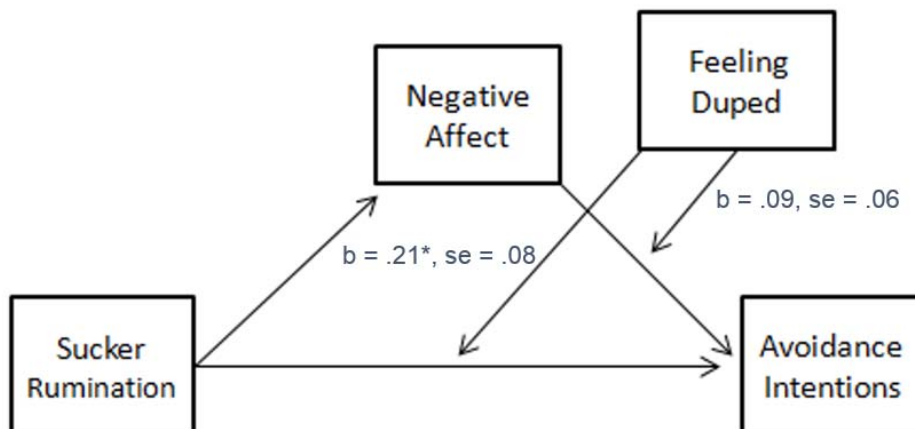 Feeling
Duped
Negative
Affect
b = .09, se = .06
b = .21*, se = .08
Sucker
Rumination
Avoidance
Intentions